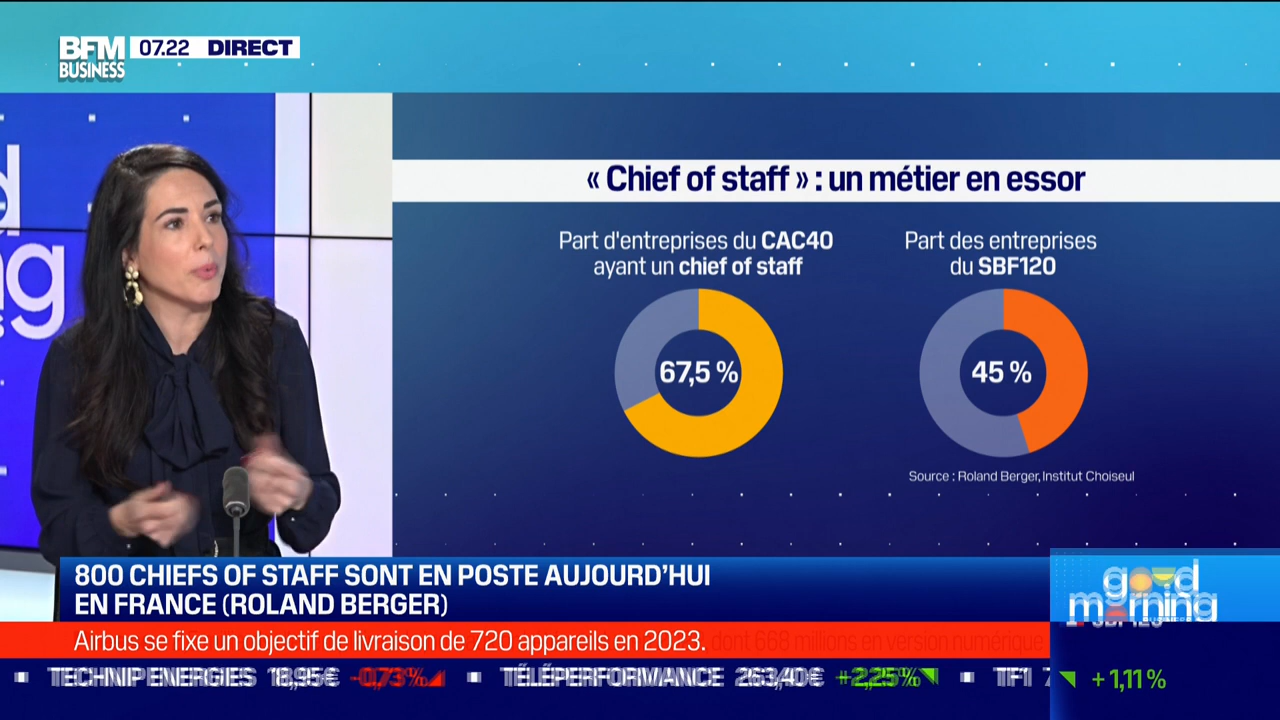 BFM
BUSINESS
07.22 DIRECT
« Chief of staff » : un métier en essor
Part d'entreprises du CAC40
ayant un chief of staff
67,5 %
Part des entreprises
du SBF120
45 %
Source : Roland Berger, Institut Choiseul
800 CHIEFS OF STAFF SONT EN POSTE AUJOURD'HUI
EN FRANCE (ROLAND BERGER)
good
morning
BUSINESS
Airbus se fixe un objectif de livraison de 720 appareils en 2023. dont 668 millions en version numérique
TECHNIP ENERGIES 18,95€ -0,73% TÉLÉPERFORMANCE 263,40€ +2,25% TF1 7
+1,11%